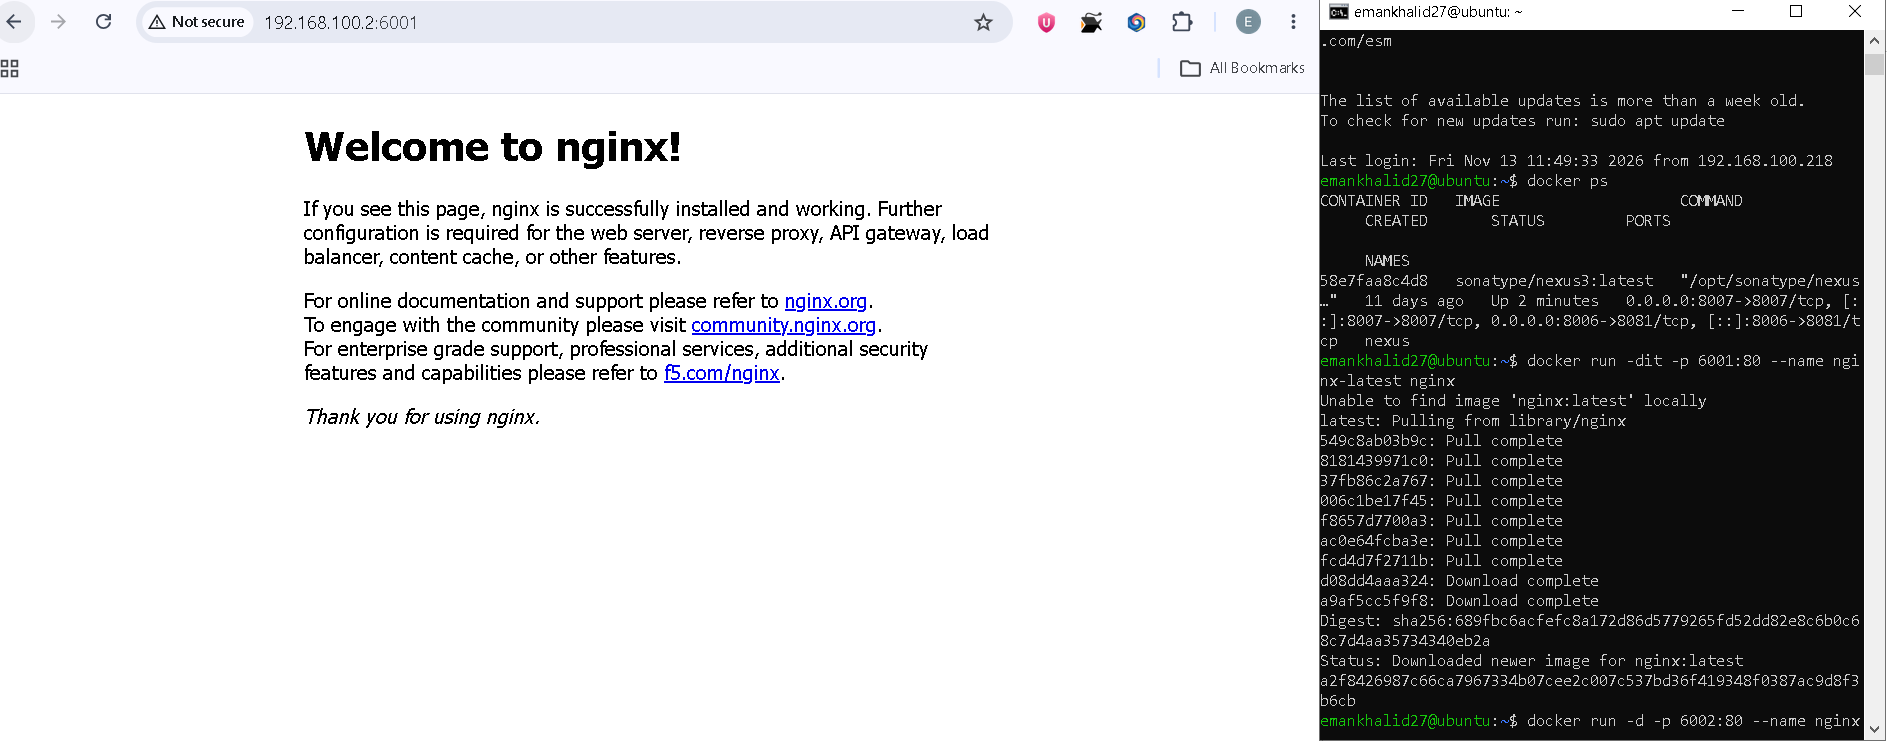 Not secure
192.168.100.2:6001
E
All Bookmarks
Welcome to nginx!
If you see this page, nginx is successfully installed and working. Further
configuration is required for the web server, reverse proxy, API gateway, load
balancer, content cache, or other features.
For online documentation and support please refer to nginx.org.
To engage with the community please visit community.nginx.org.
For enterprise grade support, professional services, additional security
features and capabilities please refer to f5.com/nginx.
Thank you for using nginx.
emankhalid27@ubuntu: ~
.com/esm
The list of available updates is more than a week old.
To check for new updates run: sudo apt update
Last login: Fri Nov 13 11:49:33 2026 from 192.168.100.218
emankhalid27@ubuntu:~$ docker ps
CONTAINER ID   IMAGE                    COMMAND
     CREATED       STATUS         PORTS
     NAMES
58e7faa8c4d8   sonatype/nexus3:latest   "/opt/sonatype/nexus
…"   11 days ago   Up 2 minutes   0.0.0.0:8007->8007/tcp, [:
:]:8007->8007/tcp, 0.0.0.0:8006->8081/tcp, [::]:8006->8081/t
cp   nexus
emankhalid27@ubuntu:~$ docker run -dit -p 6001:80 --name ngi
nx-latest nginx
Unable to find image 'nginx:latest' locally
latest: Pulling from library/nginx
549c8ab03b9c: Pull complete
8181439971c0: Pull complete
37fb86c2a767: Pull complete
006c1be17f45: Pull complete
f8657d7700a3: Pull complete
ac0e64fcba3e: Pull complete
fcd4d7f2711b: Pull complete
d08dd4aaa324: Download complete
a9af5cc5f9f8: Download complete
Digest: sha256:689fbc6acfefc8a172d86d5779265fd52dd82e8c6b0c6
8c7d4aa35734340eb2a
Status: Downloaded newer image for nginx:latest
a2f8426987c66ca7967334b07cee2c007c537bd36f419348f0387ac9d8f3
b6cb
emankhalid27@ubuntu:~$ docker run -d -p 6002:80 --name nginx